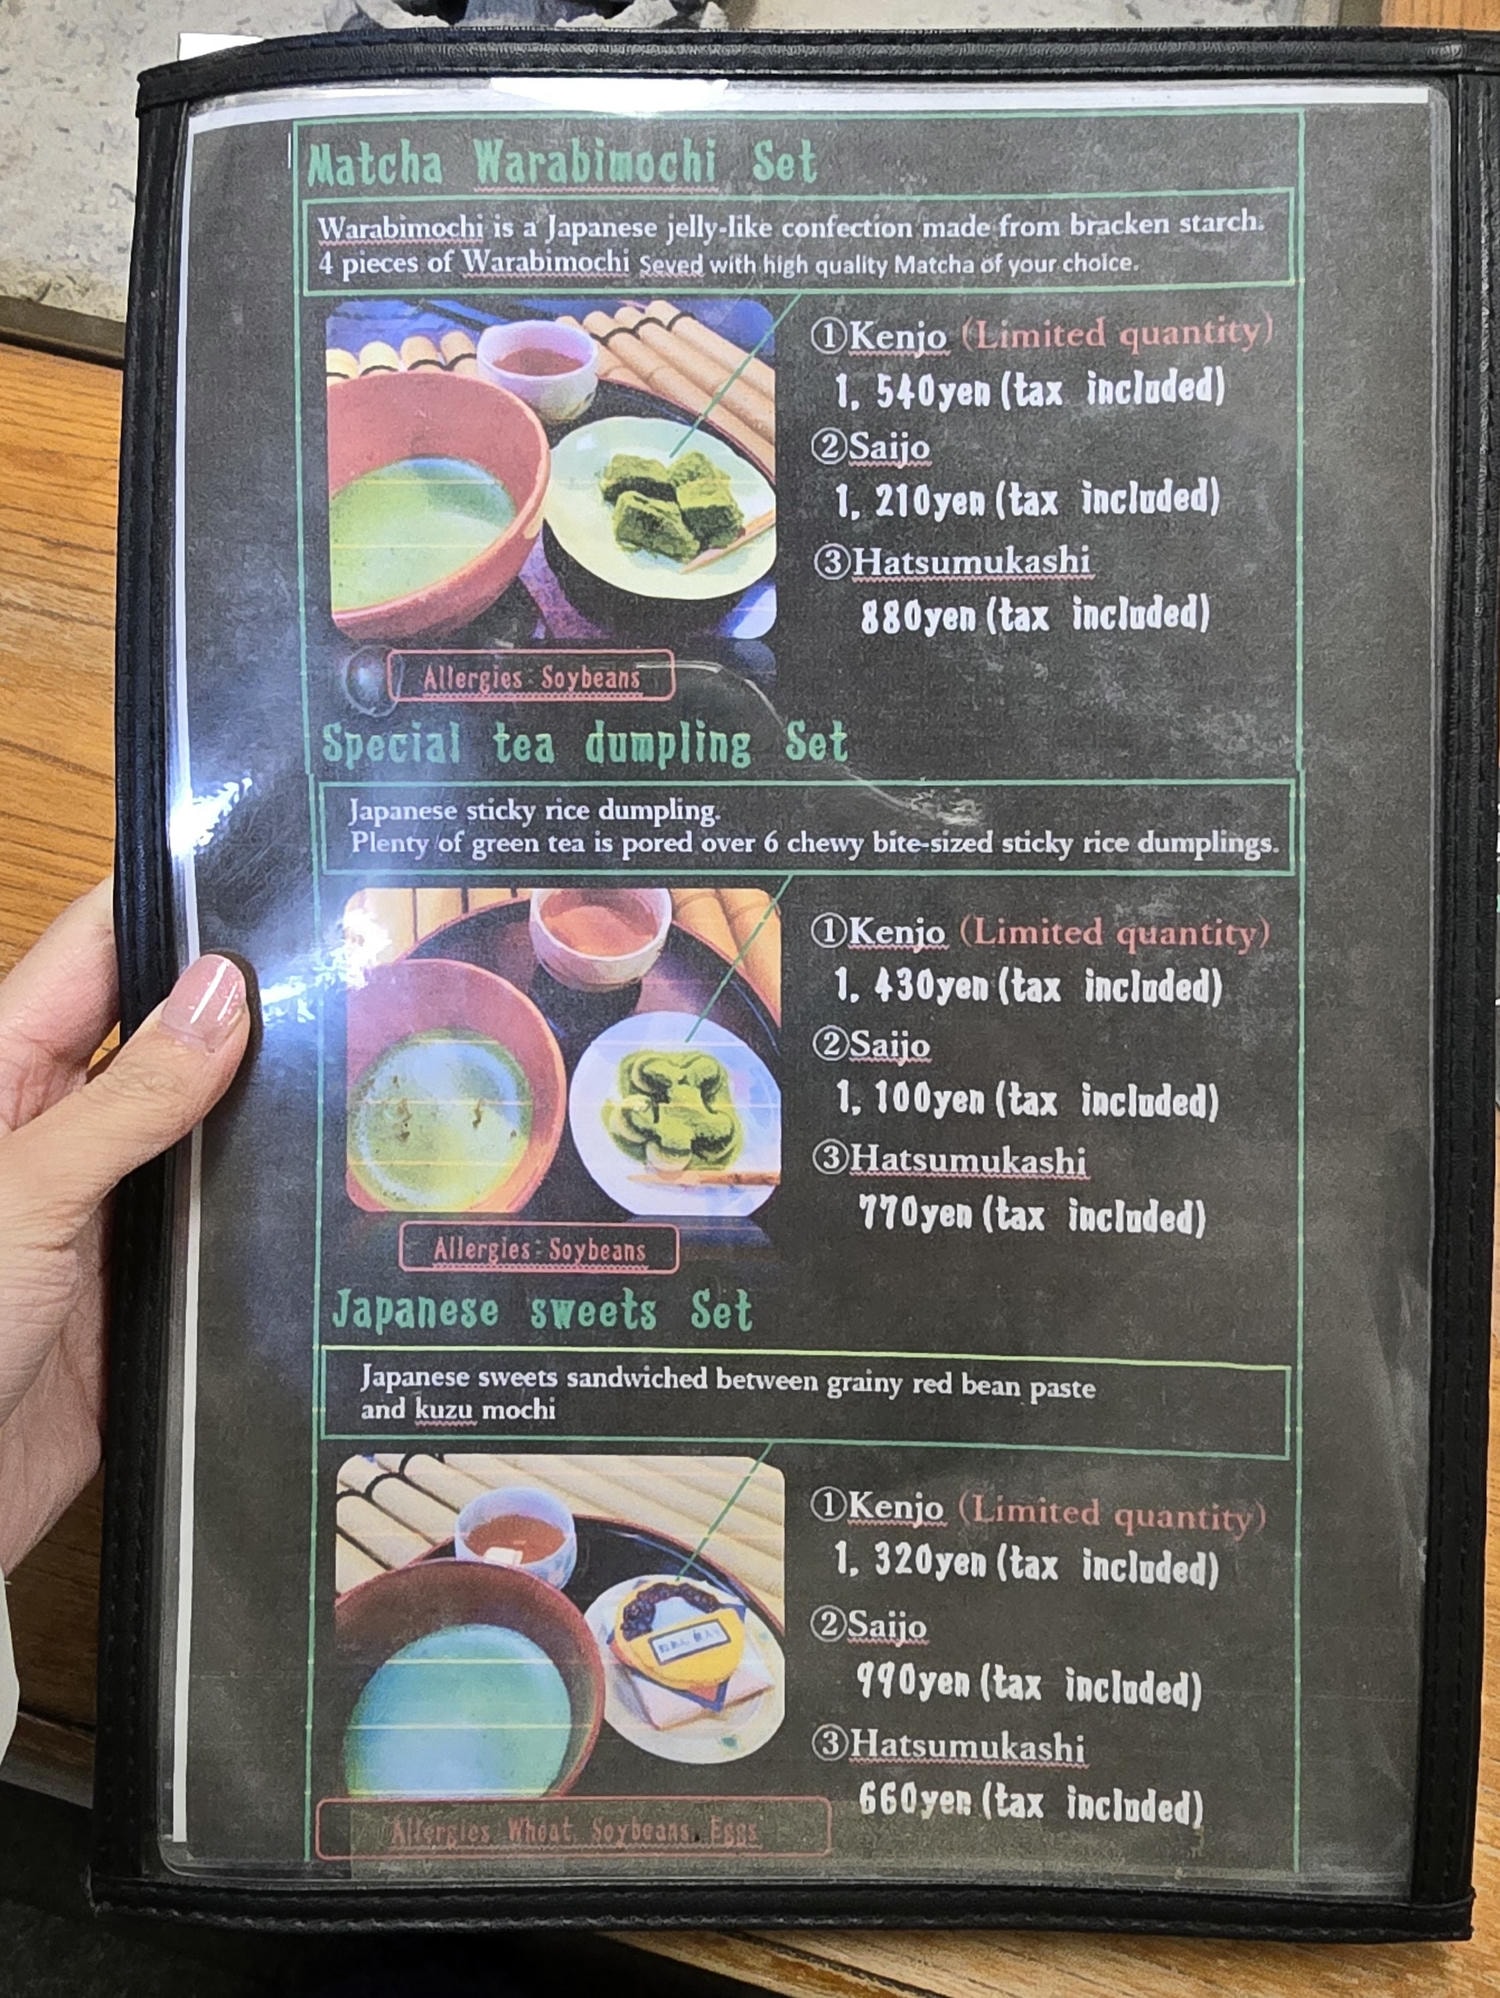 Matcha Warabimochi Set
Warabimochi is a Japanese jelly-like confection made from bracken starch.
4 pieces of Warabimochi Seved with high quality Matcha of your choice.
①Kenjo (Limited quantity)
1, 540yen (tax included)
②Saijo
1, 210yen (tax included)
③Hatsumukashi
880yen (tax included)
Allergies:Soybeans
Special tea dumpling Set
Japanese sticky rice dumpling.
Plenty of green tea is pored over 6 chewy bite-sized sticky rice dumplings.
①Kenjo (Limited quantity)
1, 430yen (tax included)
②Saijo
1, 100yen (tax included)
③Hatsumukashi
770yen (tax included)
Allergies:Soybeans
Japanese sweets Set
Japanese sweets sandwiched between grainy red bean paste
and kuzu mochi
①Kenjo (Limited quantity)
1, 320yen (tax included)
②Saijo
990yen (tax included)
③Hatsumukashi
660yen (tax included)
Allergies Wheat, Soybeans, Eggs